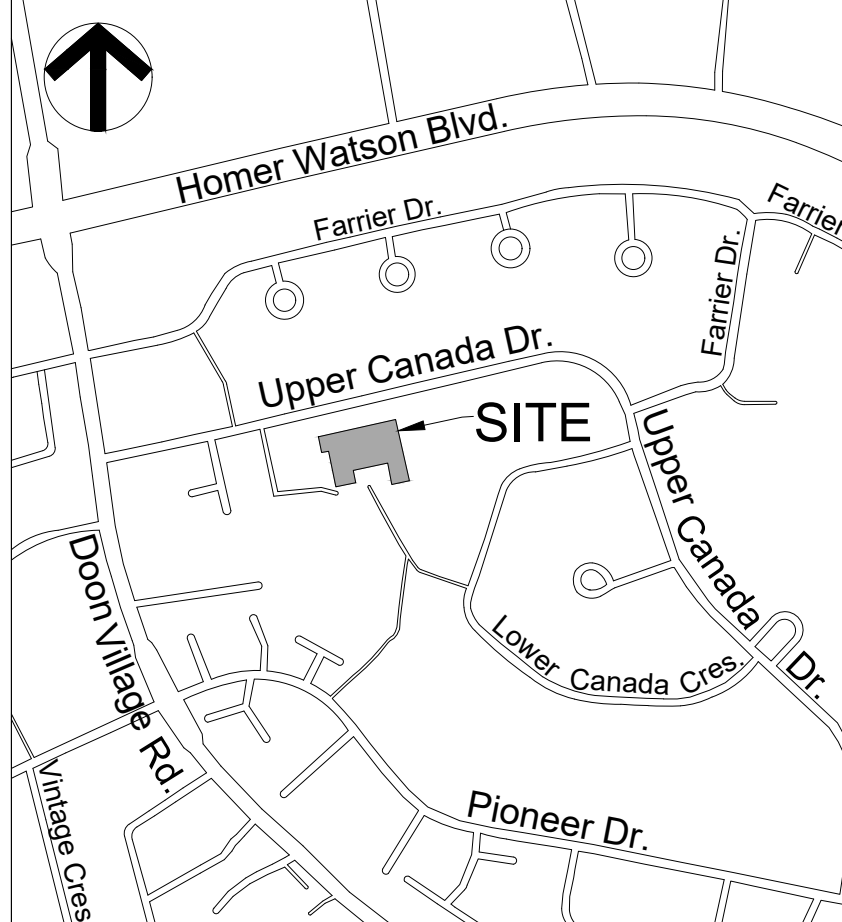 Homer Watson Blvd.
Farrier Dr.
Farrier
Farrier Dr.
Upper Canada Dr.
SITE
Upper Canada Dr.
Doon Village Rd.
Lower Canada Cres.
Vintage Cres
Pioneer Dr.